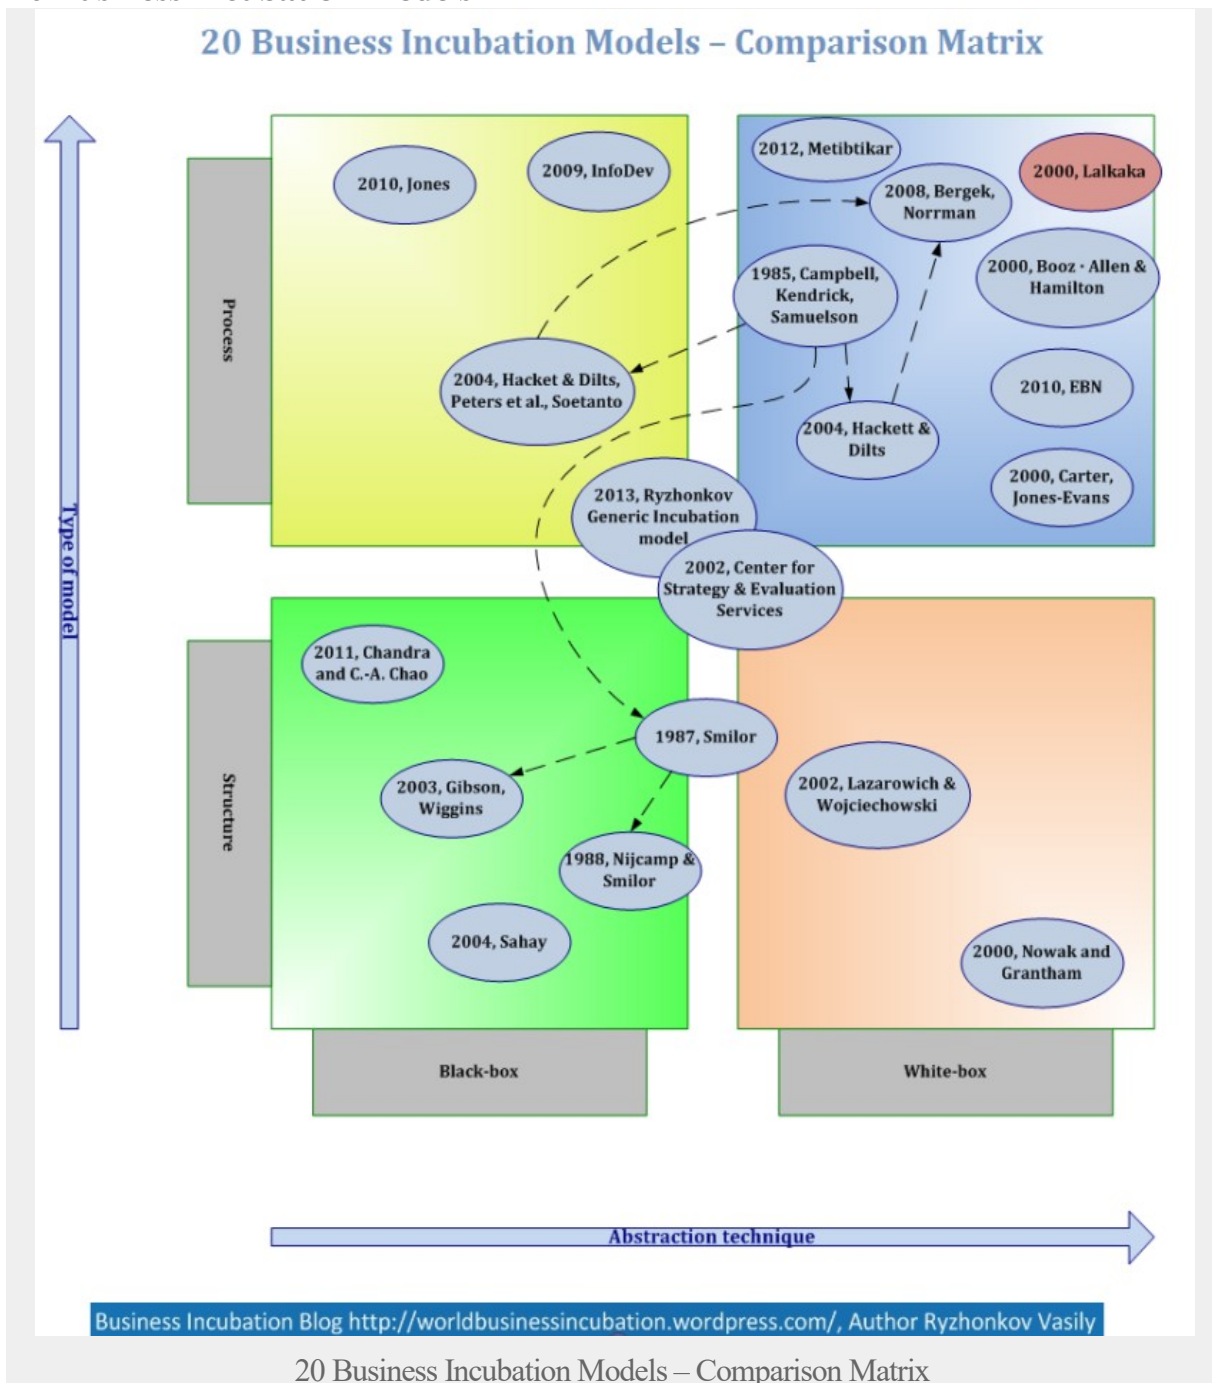 20 Business Incubation Models – Comparison Matrix
2012, Metibtikar
2009, InfoDev
2000, Lalkaka
2010, Jones
2008, Bergek,
Norrman
2000, Booz · Allen &
Hamilton
1985, Campbell,
Kendrick,
Samuelson
Process
2004, Hacket & Dilts,
Peters et al., Soetanto
2010, EBN
2004, Hackett &
Dilts
2000, Carter,
Jones-Evans
2013, Ryzhonkov
Generic Incubation
model
2002, Center for
Strategy & Evaluation
Services
Type of model
2011, Chandra
and C.-A. Chao
1987, Smilor
2003, Gibson,
Wiggins
2002, Lazarowich &
Wojciechowski
Structure
1988, Nijcamp &
Smilor
2004, Sahay
2000, Nowak and
Grantham
Black-box
White-box
Abstraction technique
Business Incubation Blog http://worldbusinessincubation.wordpress.com/, Author Ryzhonkov Vasily
20 Business Incubation Models – Comparison Matrix